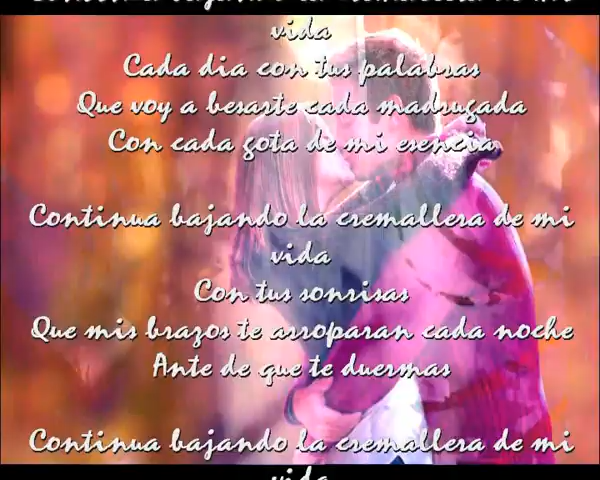 vida
Cada dia con tus palabras
Que voy a besarte cada madrugada
Con cada gota de mi esencia
Continua bajando la cremallera de mi
vida
Con tus sonrisas
Que mis brazos te arroparan cada noche
Ante de que te duermas
Continua bajando la cremallera de mi
vida